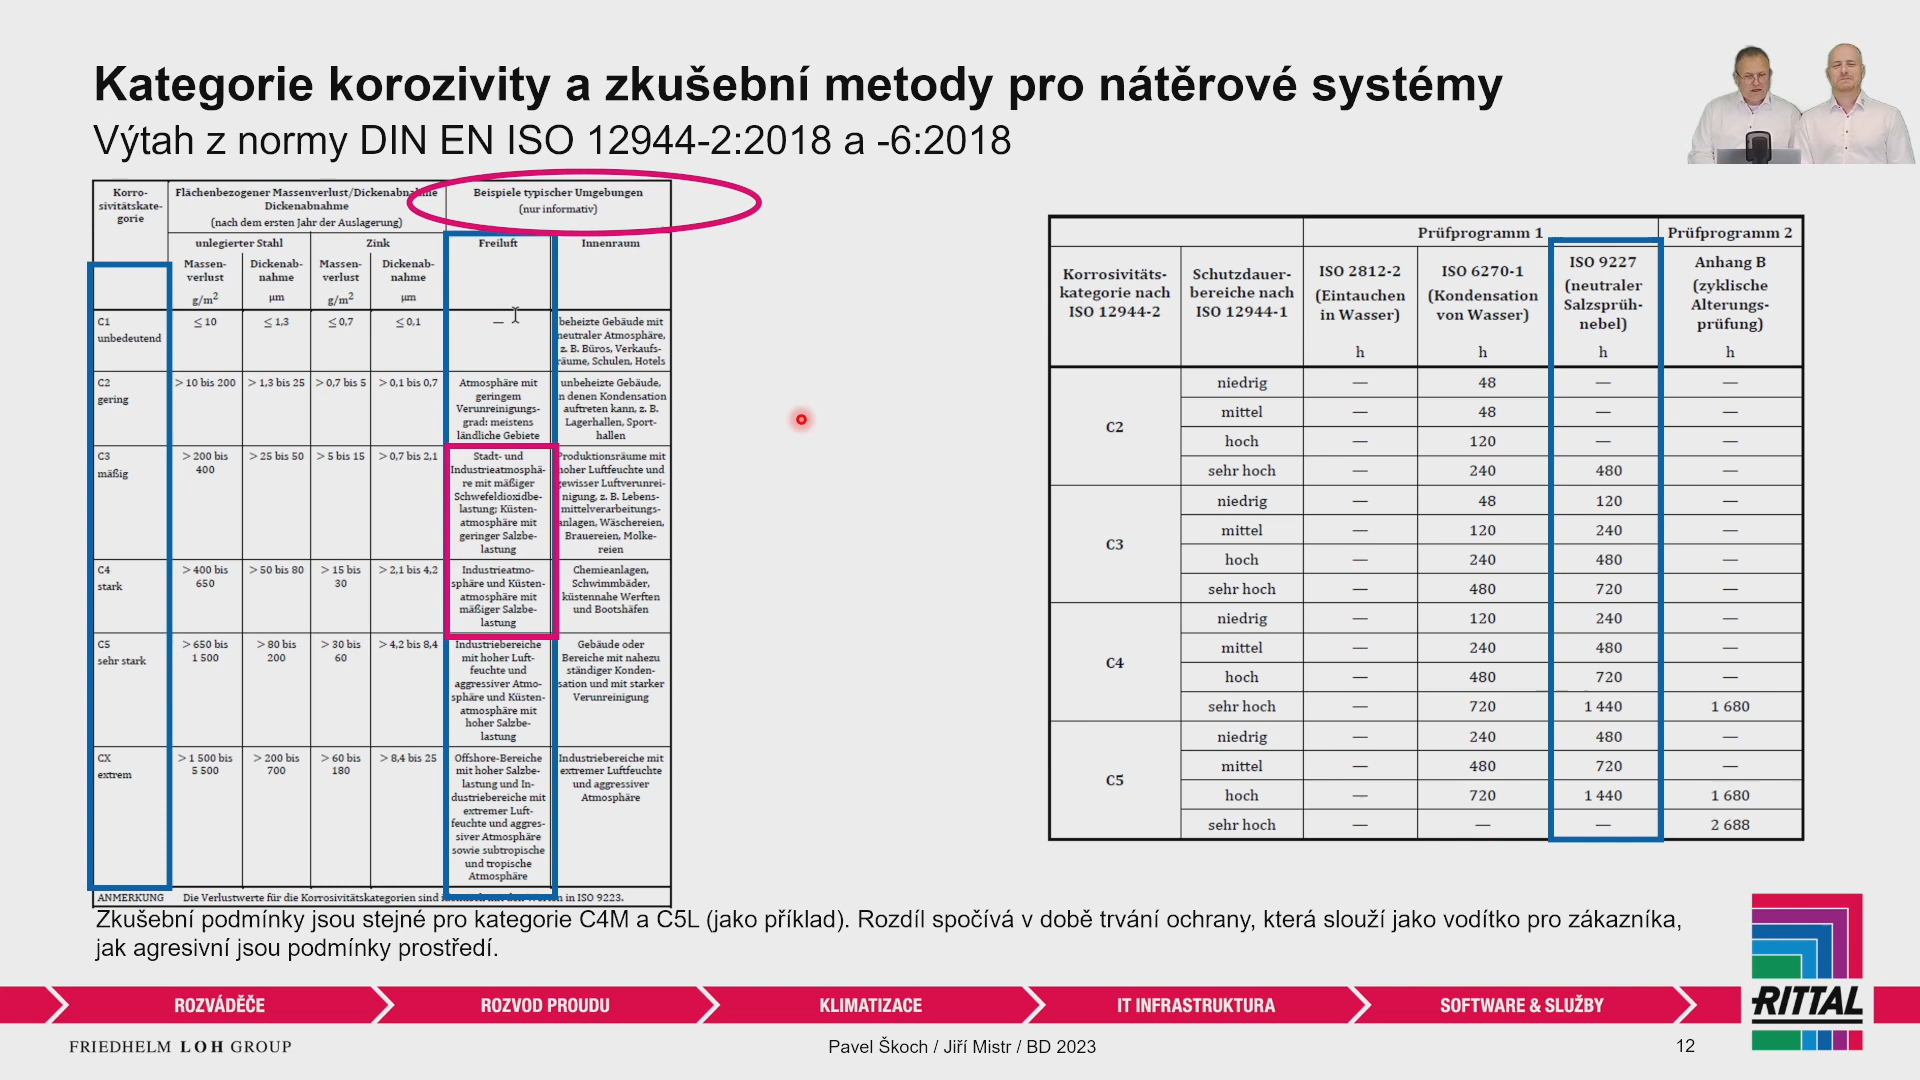 Kategorie korozivity a zkušební metody pro nátěrové systémy
Výtah z normy DIN EN ISO 12944-2:2018 a -6:2018
Korro-
sivitätskate-
gorie
Flächenbezogener Massenverlust/Dickenabnahme
Dickenabnahme
(nach dem ersten Jahr der Auslagerung)
Beispiele typischer Umgebungen
(nur informativ)
unlegierter Stahl
Zink
Freiluft
Innenraum
Massen-
verlust
g/m²
Dickenab-
nahme
µm
Massen-
verlust
g/m²
Dickenab-
nahme
µm
C1
unbedeutend
≤ 10
≤ 1,3
≤ 0,7
≤ 0,1
—
beheizte Gebäude mit
neutraler Atmosphäre,
z. B. Büros, Verkaufs-
räume, Schulen, Hotels
C2
gering
> 10 bis 200
> 1,3 bis 25
> 0,7 bis 5
> 0,1 bis 0,7
Atmosphäre mit
geringem
Verunreinigungs-
grad: meistens
ländliche Gebiete
unbeheizte Gebäude,
in denen Kondensation
auftreten kann, z. B.
Lagerhallen, Sport-
hallen
C3
mäßig
> 200 bis
400
> 25 bis 50
> 5 bis 15
> 0,7 bis 2,1
Stadt- und
Industrieatmosphä-
re mit mäßiger
Schwefeldioxidbe-
lastung; Küsten-
atmosphäre mit
geringer Salzbe-
lastung
Produktionsräume mit
hoher Luftfeuchte und
gewisser Luftverunrei-
nigung, z. B. Lebens-
mittelverarbeitungs-
anlagen, Wäschereien,
Brauereien, Molke-
reien
C4
stark
> 400 bis
650
> 50 bis 80
> 15 bis
30
> 2,1 bis 4,2
Industrieatmo-
sphäre und Küsten-
atmosphäre mit
mäßiger Salzbe-
lastung
Chemieanlagen,
Schwimmbäder,
küstennahe Werften
und Bootshäfen
C5
sehr stark
> 650 bis
1 500
> 80 bis
200
> 30 bis
60
> 4,2 bis 8,4
Industriebereiche
mit hoher Luft-
feuchte und
aggressiver Atmo-
sphäre und Küsten-
atmosphäre mit
hoher Salzbe-
lastung
Gebäude oder
Bereiche mit nahezu
ständiger Konden-
sation und mit starker
Verunreinigung
CX
extrem
> 1 500 bis
5 500
> 200 bis
700
> 60 bis
180
> 8,4 bis 25
Offshore-Bereiche
mit hoher Salzbe-
lastung und In-
dustriebereiche mit
extremer Luft-
feuchte und aggres-
siver Atmosphäre
sowie subtropische
und tropische
Atmosphäre
Industriebereiche mit
extremer Luftfeuchte
und aggressiver
Atmosphäre
ANMERKUNG Die Verlustwerte für die Korrosivitätskategorien sind in ISO 9223.
Prüfprogramm 1
Prüfprogramm 2
Korrosivitäts-
kategorie nach
ISO 12944-2
Schutzdauer-
bereiche nach
ISO 12944-1
ISO 2812-2
(Eintauchen
in Wasser)
h
ISO 6270-1
(Kondensation
von Wasser)
h
ISO 9227
(neutraler
Salzsprüh-
nebel)
h
Anhang B
(zyklische
Alterungs-
prüfung)
h
C2
niedrig — 48 — —
mittel — 48 — —
hoch — 120 — —
sehr hoch — 240 480 —
C3
niedrig — 48 120 —
mittel — 120 240 —
hoch — 240 480 —
sehr hoch — 480 720 —
C4
niedrig — 120 240 —
mittel — 240 480 —
hoch — 480 720 —
sehr hoch — 720 1 440 1 680
C5
niedrig — 240 480 —
mittel — 480 720 —
hoch — 720 1 440 1 680
sehr hoch — — — 2 688
Zkušební podmínky jsou stejné pro kategorie C4M a C5L (jako příklad). Rozdíl spočívá v době trvání ochrany, která slouží jako vodítko pro zákazníka,
jak agresivní jsou podmínky prostředí.
ROZVÁDĚČE
ROZVOD PROUDU
KLIMATIZACE
IT INFRASTRUKTURA
SOFTWARE & SLUŽBY
RITTAL
FRIEDHELM LOH GROUP
Pavel Škoch / Jiří Mistr / BD 2023
12